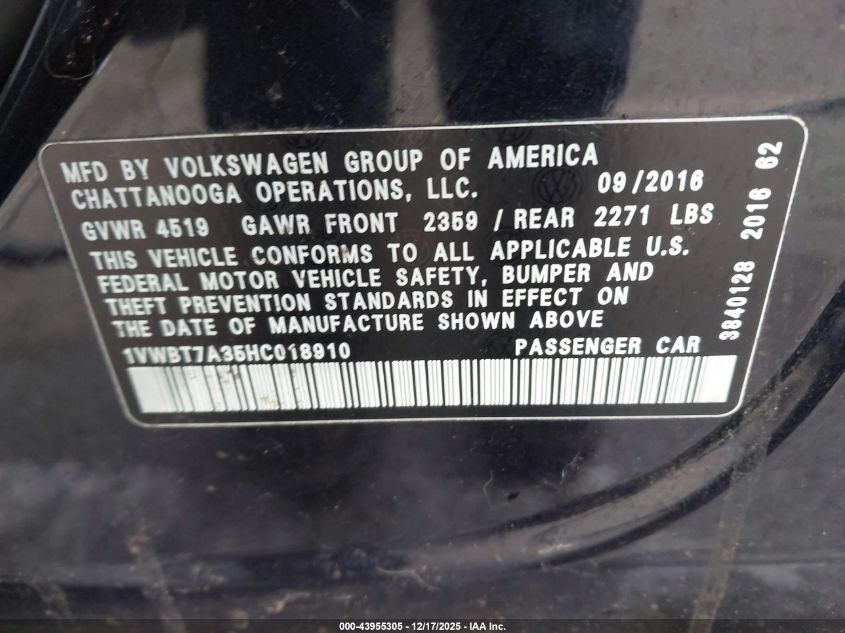 MFD BY VOLKSWAGEN GROUP OF AMERICA
CHATTANOOGA OPERATIONS, LLC. 09/2016
GVWR 4519 GAWR FRONT 2359 / REAR 2271 LBS
THIS VEHICLE CONFORMS TO ALL APPLICABLE U.S.
FEDERAL MOTOR VEHICLE SAFETY, BUMPER AND
THEFT PREVENTION STANDARDS IN EFFECT ON
THE DATE OF MANUFACTURE SHOWN ABOVE
1VWBT7A35HC018910 PASSENGER CAR
3840128 2016 62
000-43955305 - 12/17/2025 - IAA Inc.